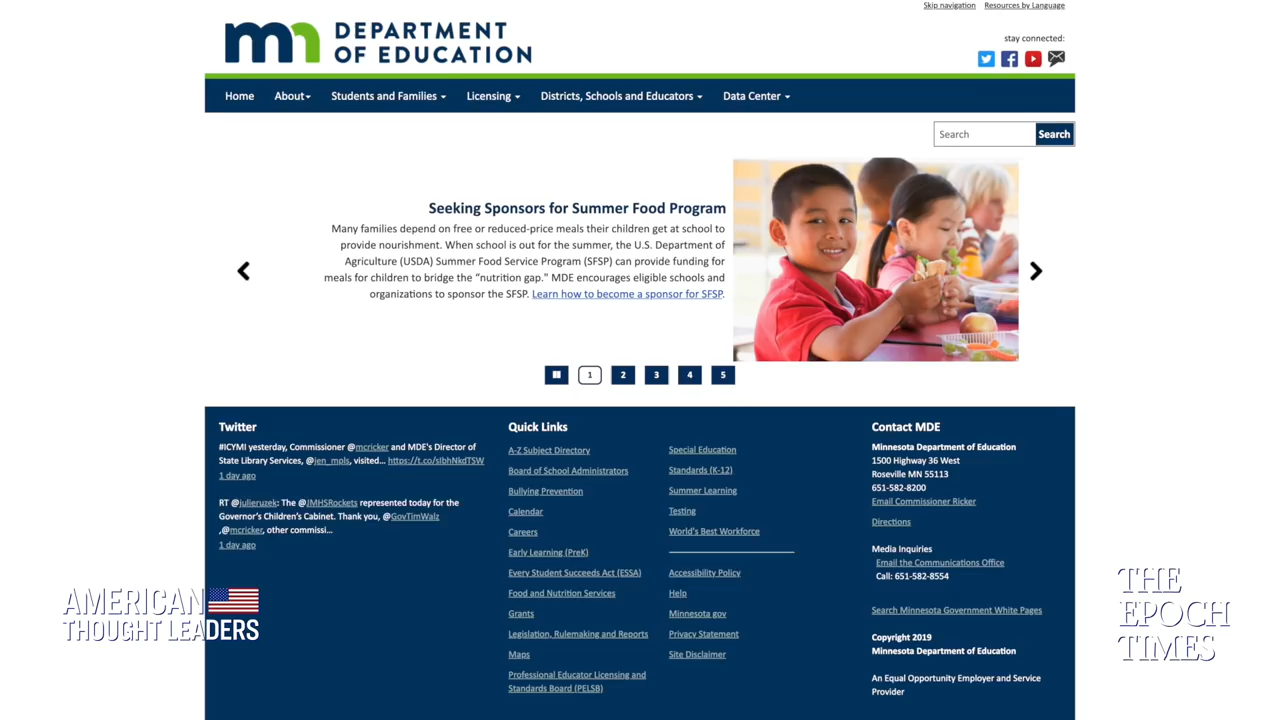 Skip navigation Resources by Language
mn DEPARTMENT
OF EDUCATION
stay connected:
Home About Students and Families Licensing Districts, Schools and Educators Data Center
Search Search
Seeking Sponsors for Summer Food Program
Many families depend on free or reduced-price meals their children get at school to
provide nourishment. When school is out for the summer, the U.S. Department of
Agriculture (USDA) Summer Food Service Program (SFSP) can provide funding for
meals for children to bridge the “nutrition gap." MDE encourages eligible schools and
organizations to sponsor the SFSP. Learn how to become a sponsor for SFSP.
1 2 3 4 5
Twitter
#ICYMI yesterday, Commissioner @mcricker and MDE's Director of
State Library Services, @jen_mpls, visited... https://t.co/slbhNkdTSW
1 day ago
RT @julieruzek: The @JMHSRockets represented today for the
Governor's Children's Cabinet. Thank you, @GovTimWalz
,@mcricker, other commissi...
1 day ago
Quick Links
A-Z Subject Directory
Board of School Administrators
Bullying Prevention
Calendar
Careers
Early Learning (PreK)
Every Student Succeeds Act (ESSA)
Food and Nutrition Services
Grants
Legislation, Rulemaking and Reports
Maps
Professional Educator Licensing and
Standards Board (PELSB)
Special Education
Standards (K-12)
Summer Learning
Testing
World's Best Workforce
Accessibility Policy
Help
Minnesota gov
Privacy Statement
Site Disclaimer
Contact MDE
Minnesota Department of Education
1500 Highway 36 West
Roseville MN 55113
651-582-8200
Email Commissioner Ricker
Directions
Media Inquiries
Email the Communications Office
Call: 651-582-8554
Search Minnesota Government White Pages
Copyright 2019
Minnesota Department of Education
An Equal Opportunity Employer and Service
Provider
AMERICAN
THOUGHT LEADERS
THE
EPOCH
TIMES